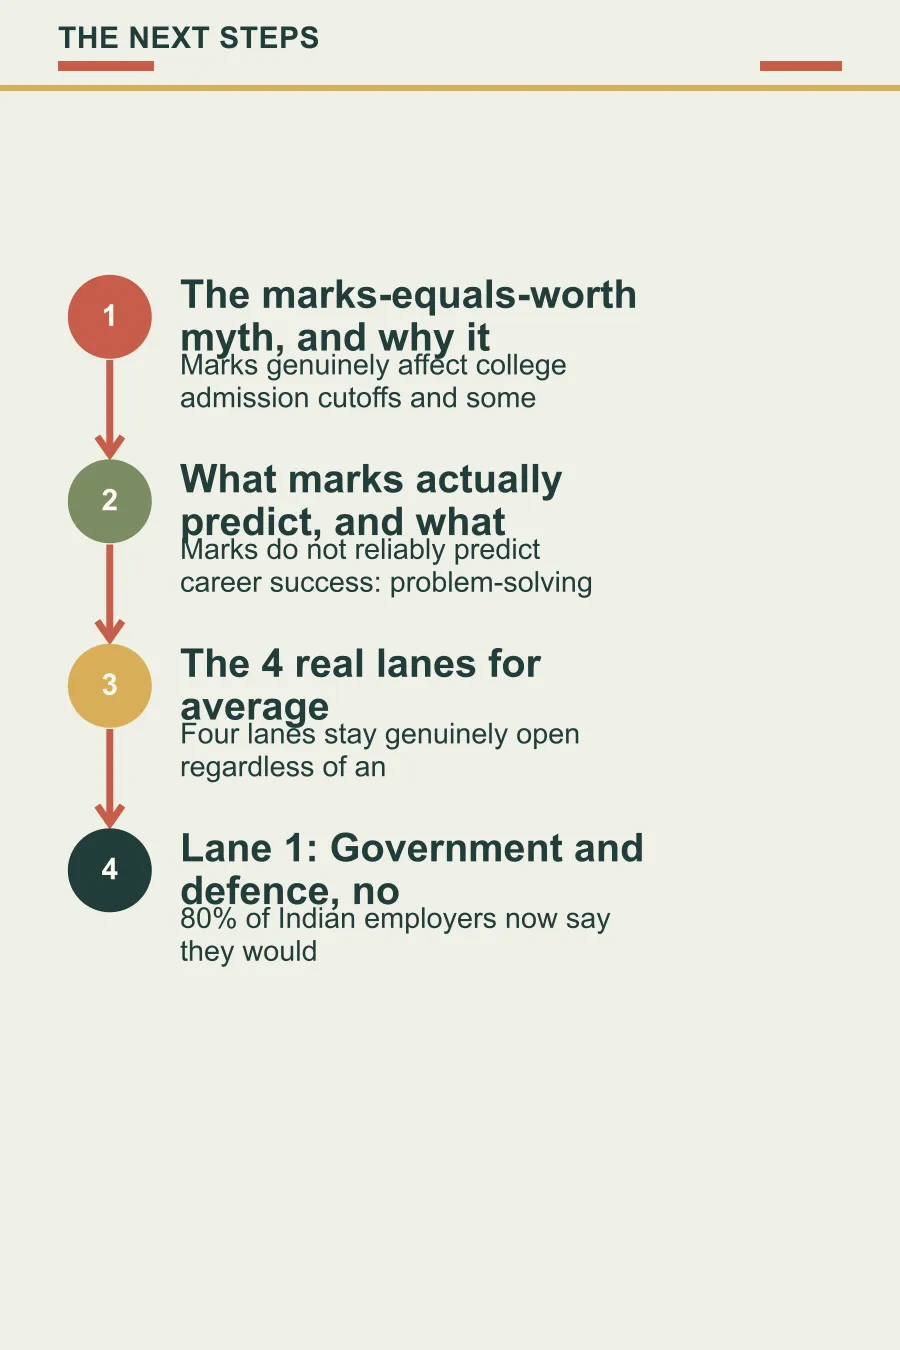 THE NEXT STEPS
1
The marks-equals-worth
myth, and why it
Marks genuinely affect college
admission cutoffs and some
2
What marks actually
predict, and what
Marks do not reliably predict
career success: problem-solving
3
The 4 real lanes for
average
Four lanes stay genuinely open
regardless of an
4
Lane 1: Government and
defence, no
80% of Indian employers now say
they would